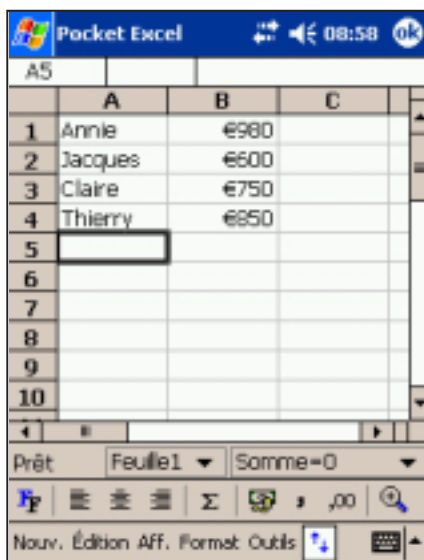 Pocket Excel 08:58 ok
A5
A B C
1 Annie €980
2 Jacques €600
3 Claire €750
4 Thierry €850
5
6
7
8
9
10
Prêt Feuille1 Somme=0
FF Σ , ,00
Nouv. Édition Aff. Format Outils